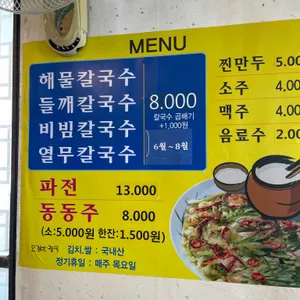 MENU
해물칼국수
들깨칼국수
비빔칼국수
열무칼국수
8.000
칼국수 곱배기
+1,000원
6월~8월
파전 13.000
동동주 8.000
(소:5.000원 한잔:1.500원)
김치,쌀 : 국내산
정기휴일 : 매주 목요일
찐만두 5.0
소주 4.
맥주 4.00
음료수 2.00